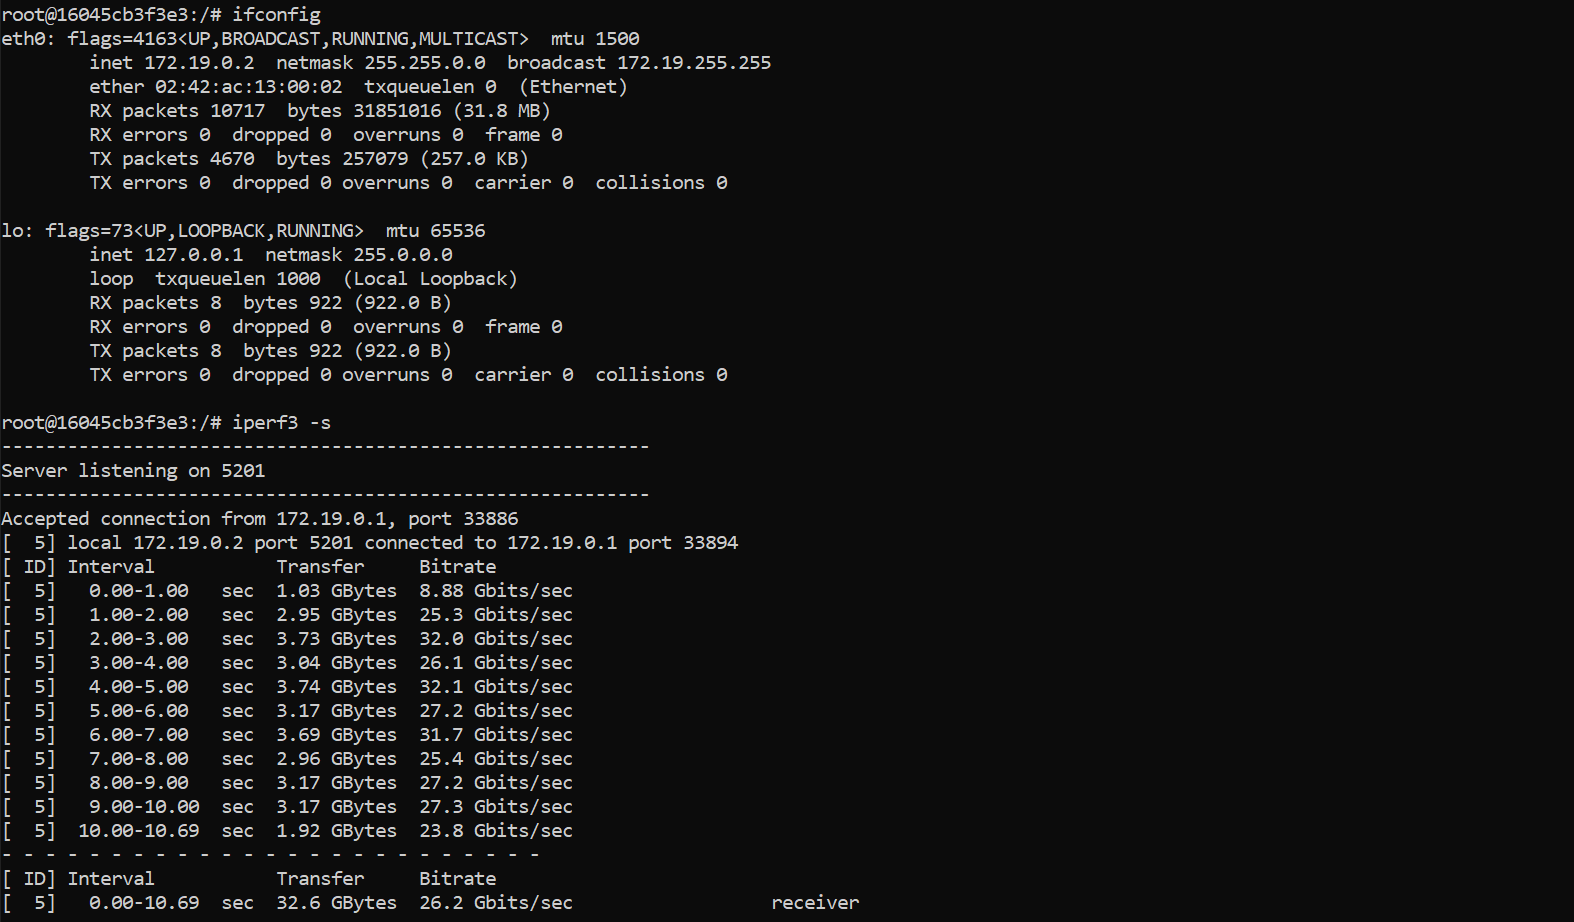 root@16045cb3f3e3:/# ifconfig
eth0: flags=4163<UP,BROADCAST,RUNNING,MULTICAST>  mtu 1500
        inet 172.19.0.2  netmask 255.255.0.0  broadcast 172.19.255.255
        ether 02:42:ac:13:00:02  txqueuelen 0  (Ethernet)
        RX packets 10717  bytes 31851016 (31.8 MB)
        RX errors 0  dropped 0  overruns 0  frame 0
        TX packets 4670  bytes 257079 (257.0 KB)
        TX errors 0  dropped 0 overruns 0  carrier 0  collisions 0

lo: flags=73<UP,LOOPBACK,RUNNING>  mtu 65536
        inet 127.0.0.1  netmask 255.0.0.0
        loop  txqueuelen 1000  (Local Loopback)
        RX packets 8  bytes 922 (922.0 B)
        RX errors 0  dropped 0  overruns 0  frame 0
        TX packets 8  bytes 922 (922.0 B)
        TX errors 0  dropped 0 overruns 0  carrier 0  collisions 0

root@16045cb3f3e3:/# iperf3 -s
-----------------------------------------------------------
Server listening on 5201
-----------------------------------------------------------
Accepted connection from 172.19.0.1, port 33886
[  5] local 172.19.0.2 port 5201 connected to 172.19.0.1 port 33894
[ ID] Interval           Transfer     Bitrate
[  5]   0.00-1.00   sec  1.03 GBytes  8.88 Gbits/sec
[  5]   1.00-2.00   sec  2.95 GBytes  25.3 Gbits/sec
[  5]   2.00-3.00   sec  3.73 GBytes  32.0 Gbits/sec
[  5]   3.00-4.00   sec  3.04 GBytes  26.1 Gbits/sec
[  5]   4.00-5.00   sec  3.74 GBytes  32.1 Gbits/sec
[  5]   5.00-6.00   sec  3.17 GBytes  27.2 Gbits/sec
[  5]   6.00-7.00   sec  3.69 GBytes  31.7 Gbits/sec
[  5]   7.00-8.00   sec  2.96 GBytes  25.4 Gbits/sec
[  5]   8.00-9.00   sec  3.17 GBytes  27.2 Gbits/sec
[  5]   9.00-10.00  sec  3.17 GBytes  27.3 Gbits/sec
[  5]  10.00-10.69  sec  1.92 GBytes  23.8 Gbits/sec
- - - - - - - - - - - - - - - - - - - - - - - - -
[ ID] Interval           Transfer     Bitrate
[  5]   0.00-10.69  sec  32.6 GBytes  26.2 Gbits/sec                  receiver